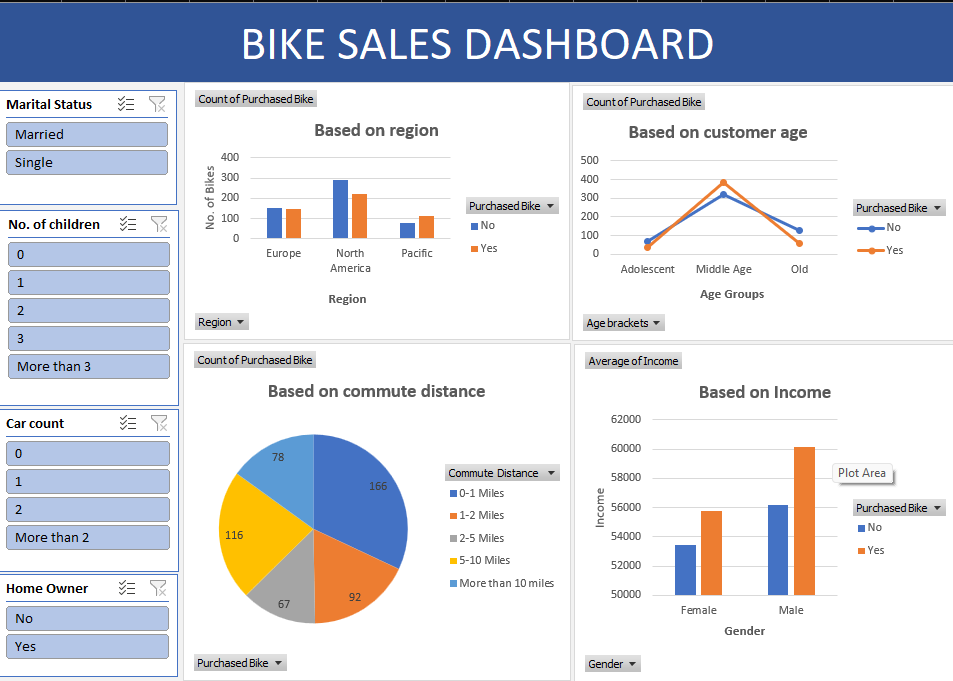 BIKE SALES DASHBOARD
Marital Status
Married
Single
No. of children
0
1
2
3
More than 3
Car count
0
1
2
More than 2
Home Owner
No
Yes
Count of Purchased Bike
Based on region
400
300
200
100
0
No. of Bikes
Europe
North
America
Pacific
Region
Purchased Bike
No
Yes
Region
Count of Purchased Bike
Based on customer age
500
400
300
200
100
0
Adolescent
Middle Age
Old
Age Groups
Purchased Bike
No
Yes
Age brackets
Count of Purchased Bike
Based on commute distance
78
166
116
67
92
Commute Distance
0-1 Miles
1-2 Miles
2-5 Miles
5-10 Miles
More than 10 miles
Purchased Bike
Average of Income
Based on Income
62000
60000
58000
56000
54000
52000
50000
Income
Female
Male
Gender
Plot Area
Purchased Bike
No
Yes
Gender